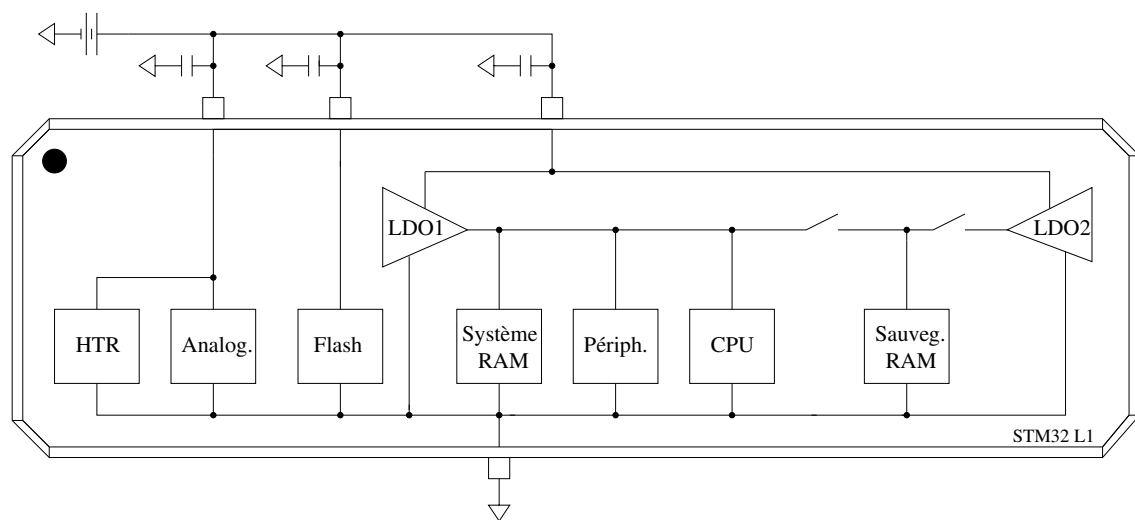 LDO1
LDO2
HTR
Analog.
Flash
Système
RAM
Périph.
CPU
Sauveg.
RAM
STM32 L1